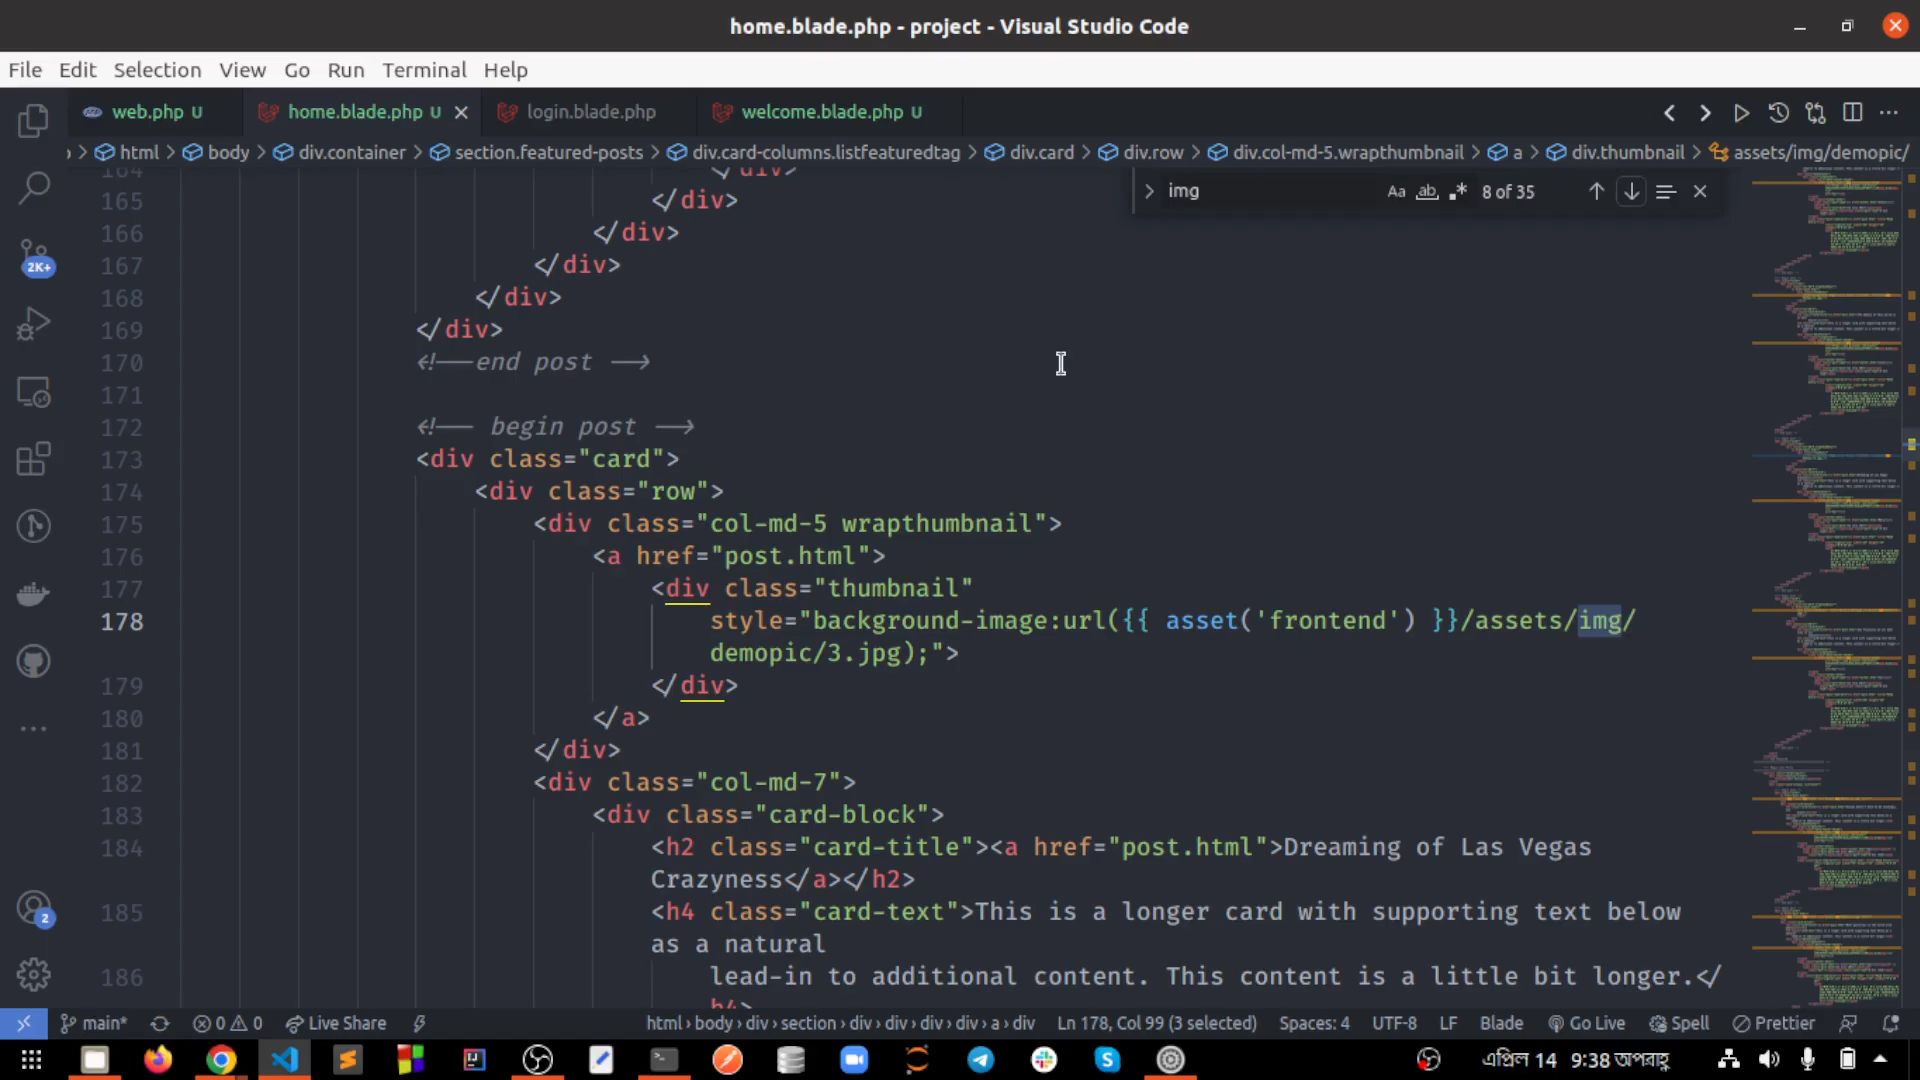 home.blade.php - project - Visual Studio Code
File Edit Selection View Go Run Terminal Help
web.php U home.blade.php U login.blade.php welcome.blade.php U
html > body > div.container > section.featured-posts > div.card-columns.listfeaturedtag > div.card > div.row > div.col-md-5.wrapthumbnail > a > div.thumbnail > assets/img/demopic/
img Aa ab 8 of 35
164 </div>
165 </div>
166 </div>
167 </div>
168 </div>
169 </div>
170 <!-- end post -->
171
172 <!-- begin post -->
173 <div class="card">
174 <div class="row">
175 <div class="col-md-5 wrapthumbnail">
176 <a href="post.html">
177 <div class="thumbnail"
178 style="background-image:url({{ asset('frontend') }}/assets/img/
demopic/3.jpg);">
179 </div>
180 </a>
181 </div>
182 <div class="col-md-7">
183 <div class="card-block">
184 <h2 class="card-title"><a href="post.html">Dreaming of Las Vegas
Crazyness</a></h2>
185 <h4 class="card-text">This is a longer card with supporting text below
as a natural
186 lead-in to additional content. This content is a little bit longer.</
h4>
2K+
2
main* 0 0 Live Share html › body › div › section › div › div › div › div › a › div Ln 178, Col 99 (3 selected) Spaces: 4 UTF-8 LF Blade Go Live Spell Prettier
এপ্রিল 14 9:38 অপরাহ্ণ